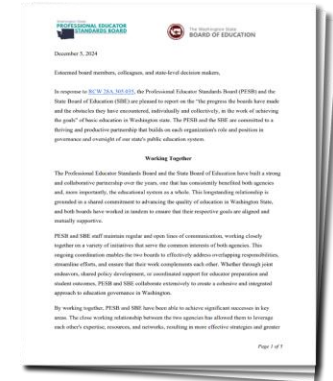 Washington State
PROFESSIONAL EDUCATOR
STANDARDS BOARD
The Washington State
BOARD OF EDUCATION
December 5, 2024
Esteemed board members, colleagues, and state-level decision makers,
In response to RCW 28A.305.035, the Professional Educator Standards Board (PESB) and the
State Board of Education (SBE) are pleased to report on the "the progress the boards have made
and the obstacles they have encountered, individually and collectively, in the work of achieving
the goals" of basic education in Washington state. The PESB and the SBE are committed to a
thriving and productive partnership that builds on each organization's role and position in
governance and oversight of our state's public education system.
Working Together
The Professional Educator Standards Board and the State Board of Education have built a strong
and collaborative partnership over the years, one that has consistently benefited both agencies
and, more importantly, the educational system as a whole. This longstanding relationship is
grounded in a shared commitment to advancing the quality of education in Washington State,
and both boards have worked in tandem to ensure that their respective goals are aligned and
mutually supportive.
PESB and SBE staff maintain regular and open lines of communication, working closely
together on a variety of initiatives that serve the common interests of both agencies. This
ongoing coordination enables the two boards to effectively address overlapping responsibilities,
streamline efforts, and ensure that their work complements each other. Whether through joint
endeavors, shared policy development, or coordinated support for educator preparation and
student outcomes, PESB and SBE collaborate extensively to create a cohesive and integrated
approach to education governance in Washington.
By working together, PESB and SBE have been able to achieve significant successes in key
areas. The close working relationship between the two agencies has allowed them to leverage
each other's expertise, resources, and networks, resulting in more effective strategies and greater
Page 1 of 5